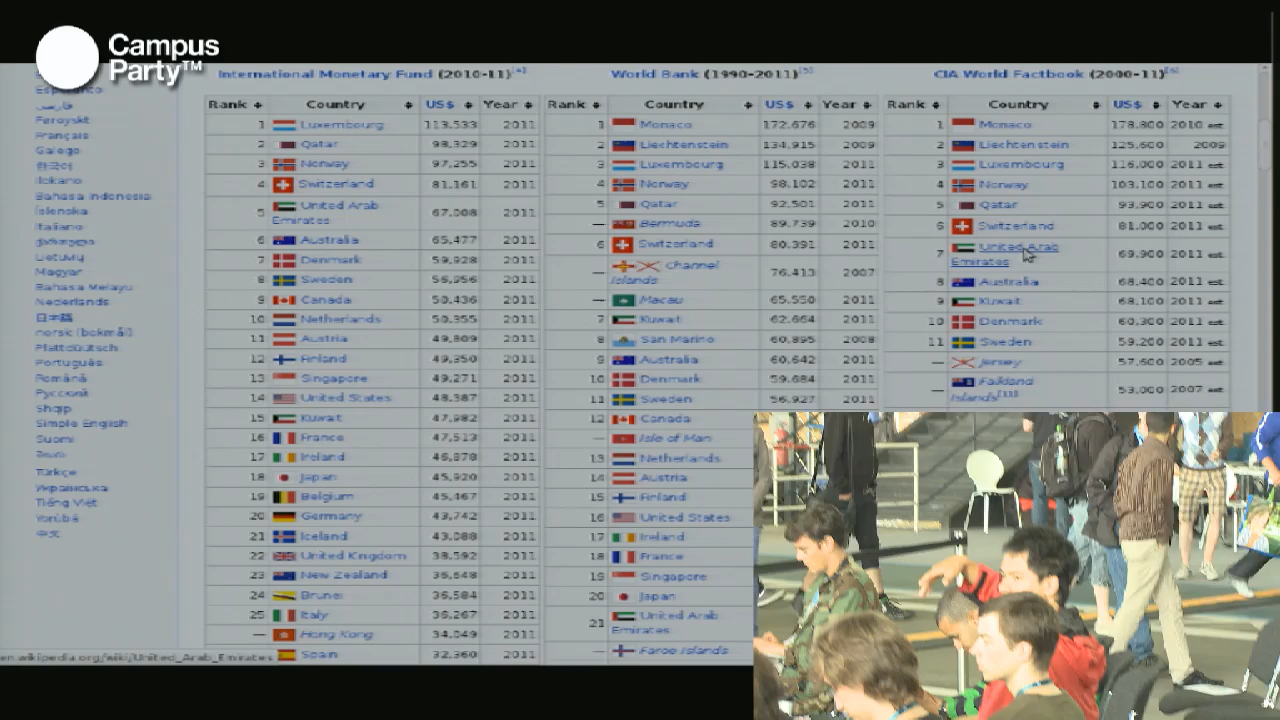 Campus
Party™
International Monetary Fund (2010-11)[4]
Rank Country US$ Year
1 Luxembourg 113,533 2011
2 Qatar 98,329 2011
3 Norway 97,255 2011
4 Switzerland 81,161 2011
5 United Arab Emirates 67,008 2011
6 Australia 65,477 2011
7 Denmark 59,928 2011
8 Sweden 56,956 2011
9 Canada 50,436 2011
10 Netherlands 50,355 2011
11 Austria 49,809 2011
12 Finland 49,350 2011
13 Singapore 49,271 2011
14 United States 48,387 2011
15 Kuwait 47,982 2011
16 France 47,513 2011
17 Ireland 46,878 2011
18 Japan 45,920 2011
19 Belgium 45,467 2011
20 Germany 43,742 2011
21 Iceland 43,088 2011
22 United Kingdom 38,592 2011
23 New Zealand 36,648 2011
24 Brunei 36,584 2011
25 Italy 36,267 2011
— Hong Kong 34,049 2011
Spain 32,360 2011
World Bank (1990-2011)[5]
Rank Country US$ Year
1 Monaco 172,676 2009
2 Liechtenstein 134,915 2009
3 Luxembourg 115,038 2011
4 Norway 98,102 2011
5 Qatar 92,501 2011
— Bermuda 89,739 2010
6 Switzerland 80,391 2011
— Channel Islands 76,413 2007
— Macau 65,550 2011
7 Kuwait 62,664 2011
8 San Marino 60,895 2008
9 Australia 60,642 2011
10 Denmark 59,684 2011
11 Sweden 56,927 2011
12 Canada
— Isle of Man
13 Netherlands
14 Austria
15 Finland
16 United States
17 Ireland
18 France
19 Singapore
20 Japan
21 United Arab Emirates
— Faroe Islands
CIA World Factbook (2000-11)[6]
Rank Country US$ Year
1 Monaco 178,800 2010 est.
2 Liechtenstein 125,600 2009
3 Luxembourg 116,000 2011 est.
4 Norway 103,100 2011 est.
5 Qatar 93,900 2011 est.
6 Switzerland 81,000 2011 est.
7 United Arab Emirates 69,900 2011 est.
8 Australia 68,400 2011 est.
9 Kuwait 68,100 2011 est.
10 Denmark 60,300 2011 est.
11 Sweden 59,200 2011 est.
— Jersey 57,600 2005 est.
— Falkland Islands[11] 53,000 2007 est.
Esperanto
فارسی
Føroyskt
Français
Galego
한국어
Ilokano
Bahasa Indonesia
Íslenska
Italiano
ქართული
Lietuvių
Magyar
Bahasa Melayu
Nederlands
日本語
norsk (bokmål)
Plattdüütsch
Português
Română
Русский
Shqip
Simple English
Suomi
ไทย
Türkçe
Українська
Tiếng Việt
Yorùbá
中文
en.wikipedia.org/wiki/United_Arab_Emirates